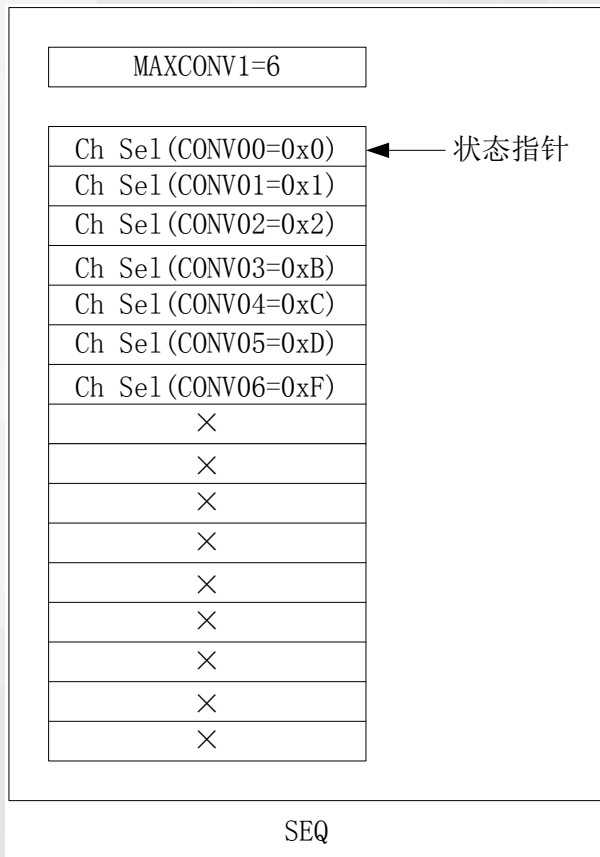 MAXCONV1=6
Ch Sel(CONV00=0x0)
状态指针
Ch Sel(CONV01=0x1)
Ch Sel(CONV02=0x2)
Ch Sel(CONV03=0xB)
Ch Sel(CONV04=0xC)
Ch Sel(CONV05=0xD)
Ch Sel(CONV06=0xF)
×
×
×
×
×
×
×
×
×
SEQ